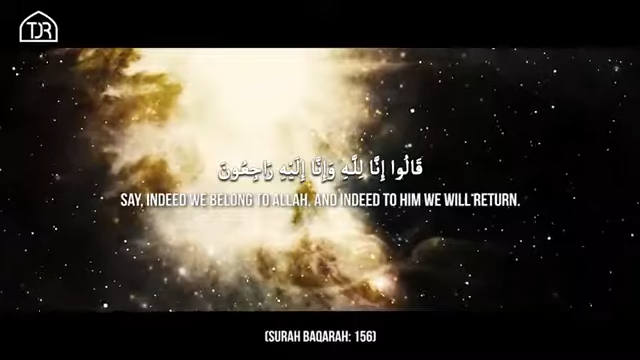 TDR
قَالُوا إِنَّا لِلَّهِ وَإِنَّا إِلَيْهِ رَاجِعُونَ
SAY, INDEED WE BELONG TO ALLAH, AND INDEED TO HIM WE WILL RETURN.
(SURAH BAQARAH: 156)